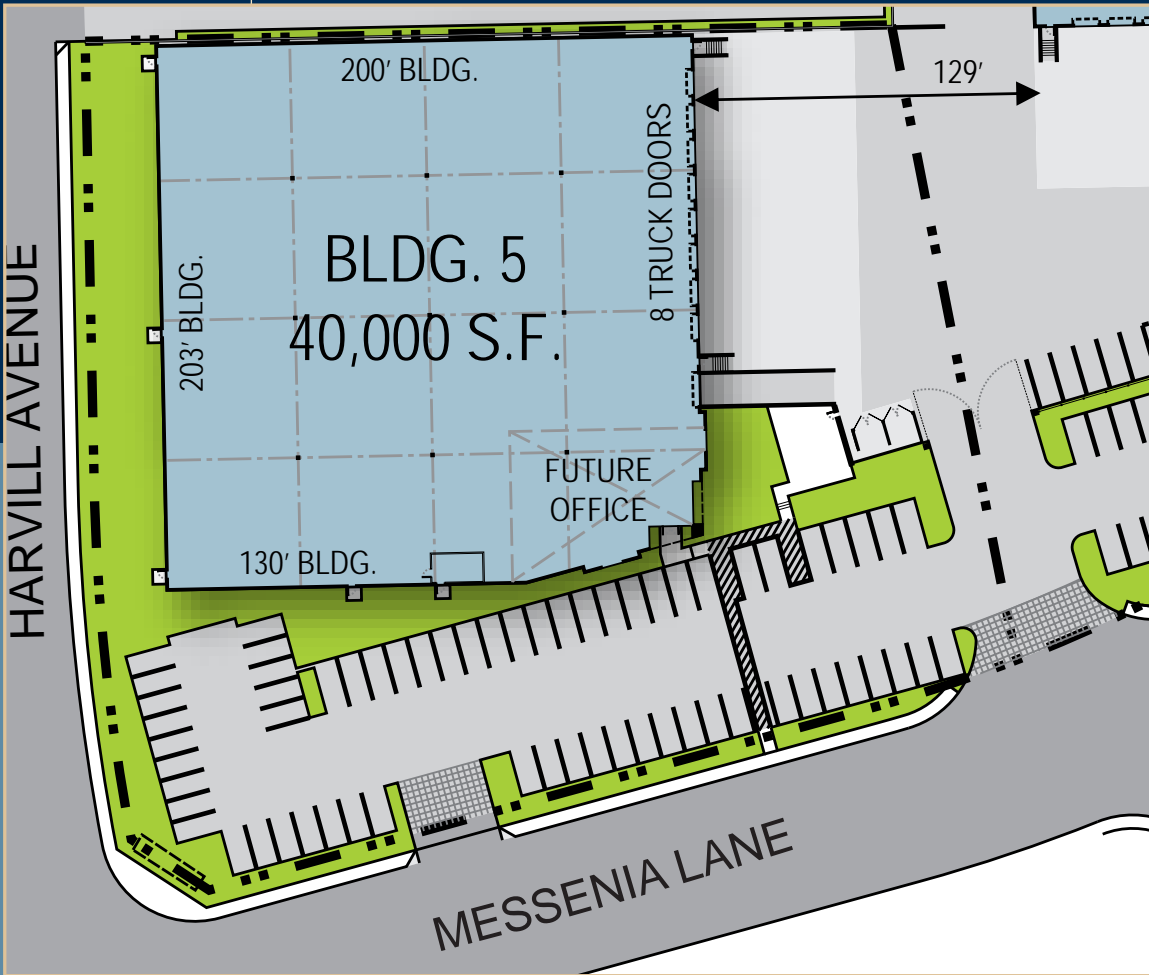 200' BLDG.
129'
8 TRUCK DOORS
BLDG. 5
40,000 S.F.
203' BLDG.
HARVILL AVENUE
FUTURE
OFFICE
130' BLDG.
MESSENIA LANE